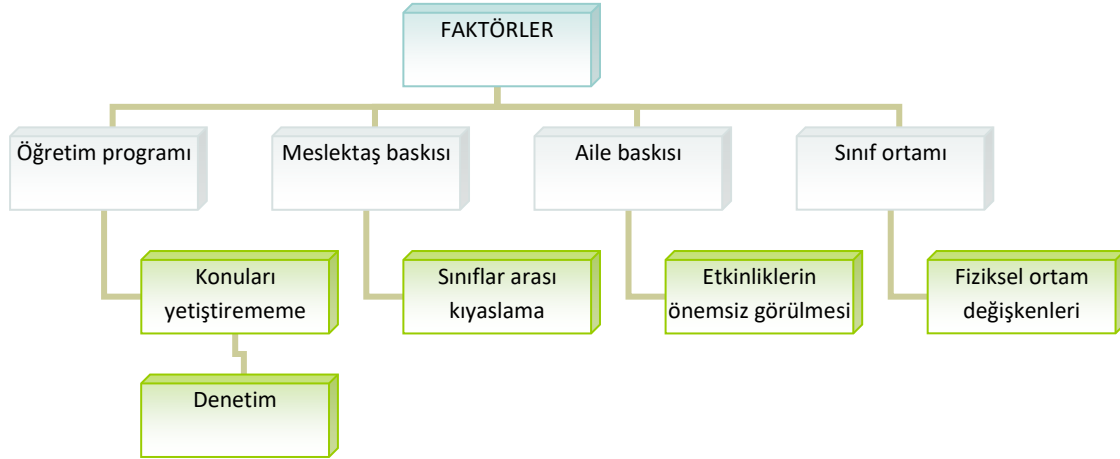 FAKTÖRLER
Öğretim programı
Meslektaş baskısı
Aile baskısı
Sınıf ortamı
Konuları
yetiştirememe
Sınıflar arası
kıyaslama
Etkinliklerin
önemsiz görülmesi
Fiziksel ortam
değişkenleri
Denetim